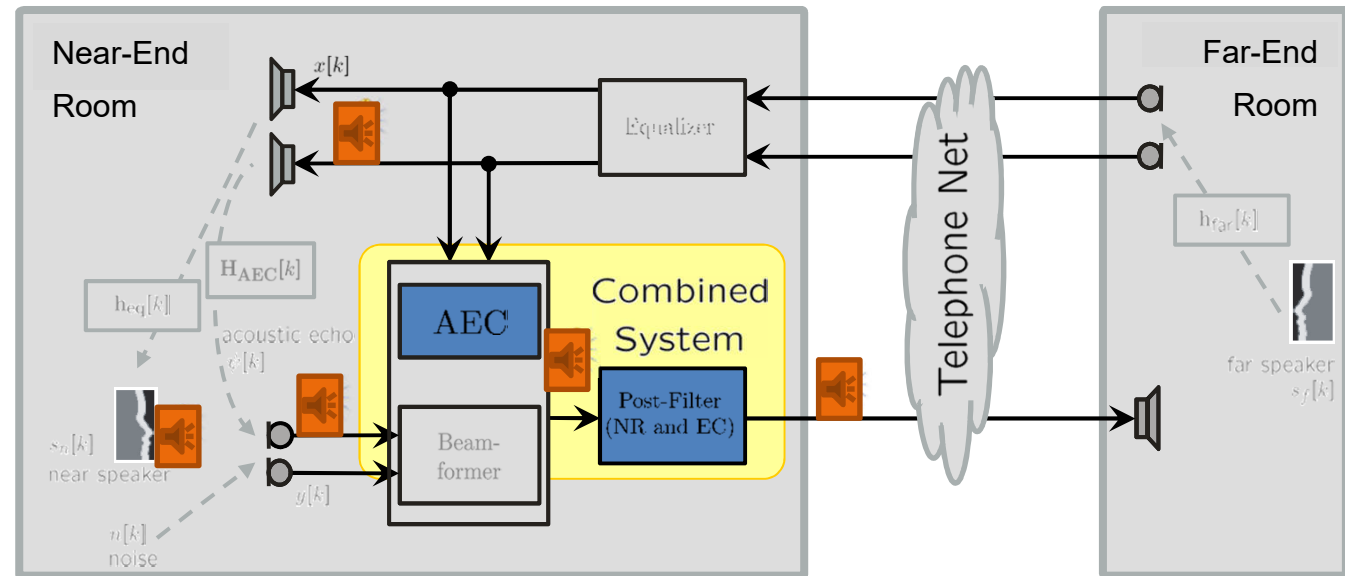 Near-End
Room
Far-End
Room
x[k]
Equalizer
Telephone Net
h_far[k]
H_AEC[k]
h_eq[k]
Combined
System
AEC
acoustic echo
ψ[k]
far speaker
s_f[k]
Post-Filter
(NR and EC)
Beam-
former
s_n[k]
near speaker
y[k]
n[k]
noise